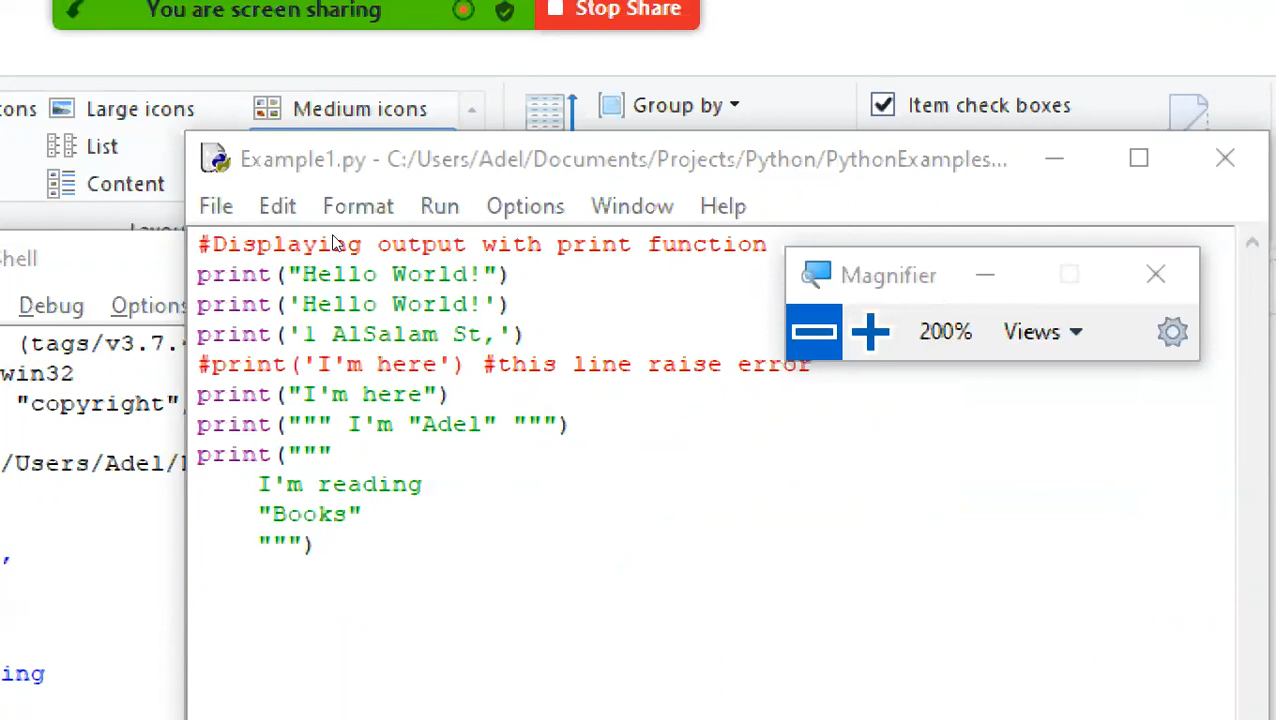 You are screen sharing
Stop Share
Large icons
Medium icons
Group by
Item check boxes
List
Content
Example1.py - C:/Users/Adel/Documents/Projects/Python/PythonExamples...
File Edit Format Run Options Window Help
#Displaying output with print function
print("Hello World!")
print('Hello World!')
print('1 AlSalam St,')
#print('I'm here') #this line raise error
print("I'm here")
print(""" I'm "Adel" """)
print("""
I'm reading
"Books"
""")
Magnifier
200% Views
Shell
Debug Options
(tags/v3.7.
win32
"copyright",
/Users/Adel/
,
ing